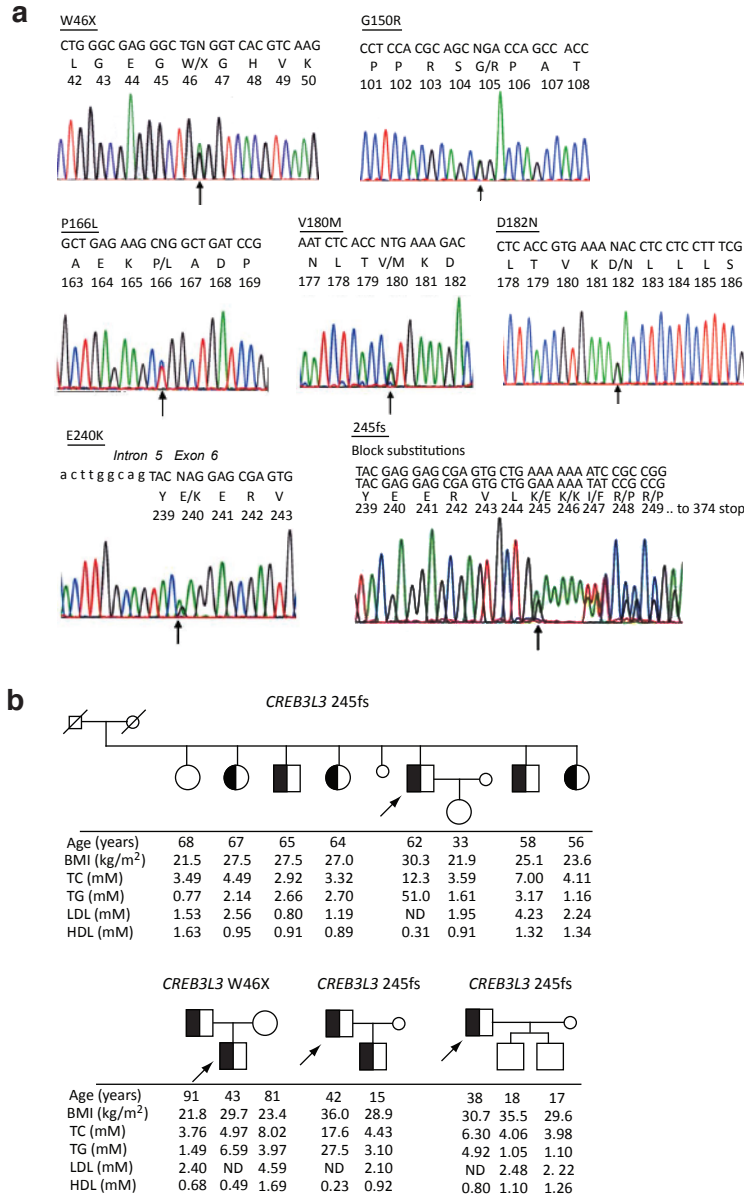 a
W46X
CTG GGC GAG GGC TGN GGT CAC GTC AAG
L G E G W/X G H V K
42 43 44 45 46 47 48 49 50
G150R
CCT CCA CGC AGC NGA CCA GCC ACC
P P R S G/R P A T
101 102 103 104 105 106 107 108
P166L
GCT GAG AAG CNG GCT GAT CCG
A E K P/L A D P
163 164 165 166 167 168 169
V180M
AAT CTC ACC NTG AAA GAC
N L T V/M K D
177 178 179 180 181 182
D182N
CTC ACC GTG AAA NAC CTC CTC CTT TCG
L T V K D/N L L L S
178 179 180 181 182 183 184 185 186
E240K
Intron 5 Exon 6
acttggcag TAC NAG GAG CGA GTG
Y E/K E R V
239 240 241 242 243
245fs
Block substitutions
TAC GAG GAG CGA GTG CTG AAA AAA ATC CGC CGG
TAC GAG GAG CGA GTG CTG GAAA AAA TAT CCG CCG
Y E E R V L K/E K/K I/F R/P R/P
239 240 241 242 243 244 245 246 247 248 249 .. to 374 stop
b
CREB3L3 245fs
Age (years) 68 67 65 64 62 33 58 56
BMI (kg/m²) 21.5 27.5 27.5 27.0 30.3 21.9 25.1 23.6
TC (mM) 3.49 4.49 2.92 3.32 12.3 3.59 7.00 4.11
TG (mM) 0.77 2.14 2.66 2.70 51.0 1.61 3.17 1.16
LDL (mM) 1.53 2.56 0.80 1.19 ND 1.95 4.23 2.24
HDL (mM) 1.63 0.95 0.91 0.89 0.31 0.91 1.32 1.34
CREB3L3 W46X CREB3L3 245fs CREB3L3 245fs
Age (years) 91 43 81 42 15 38 18 17
BMI (kg/m²) 21.8 29.7 23.4 36.0 28.9 30.7 35.5 29.6
TC (mM) 3.76 4.97 8.02 17.6 4.43 6.30 4.06 3.98
TG (mM) 1.49 6.59 3.97 27.5 3.10 4.92 1.05 1.10
LDL (mM) 2.40 ND 4.59 ND 2.10 ND 2.48 2. 22
HDL (mM) 0.68 0.49 1.69 0.23 0.92 0.80 1.10 1.26